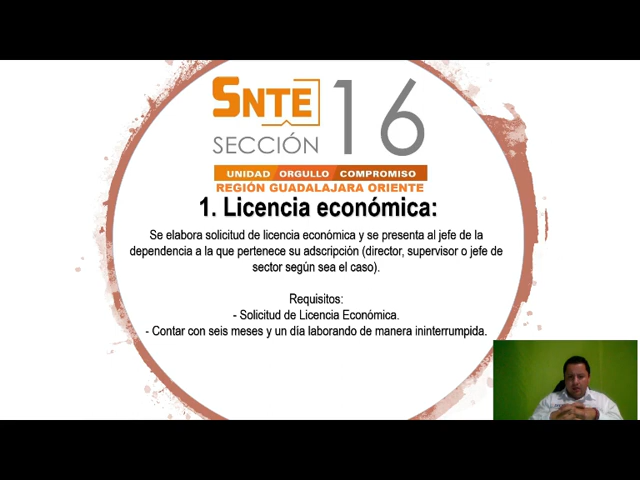 SNTE
SECCIÓN 16
UNIDAD / ORGULLO / COMPROMISO
REGIÓN GUADALAJARA ORIENTE
1. Licencia económica:
Se elabora solicitud de licencia económica y se presenta al jefe de la
dependencia a la que pertenece su adscripción (director, supervisor o jefe de
sector según sea el caso).
Requisitos:
- Solicitud de Licencia Económica.
- Contar con seis meses y un día laborando de manera ininterrumpida.